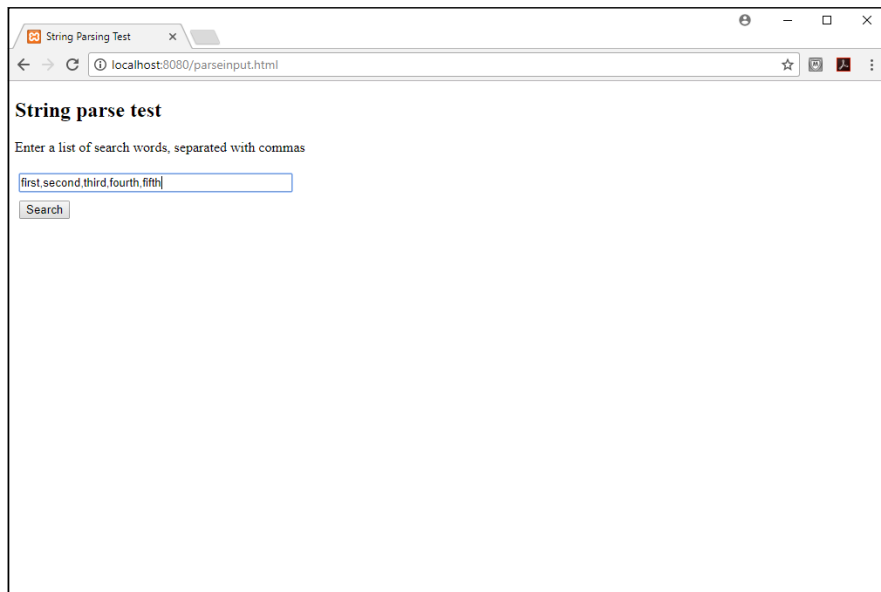 String Parsing Test
localhost:8080/parseinput.html
String parse test
Enter a list of search words, separated with commas
first,second,third,fourth,fifth
Search